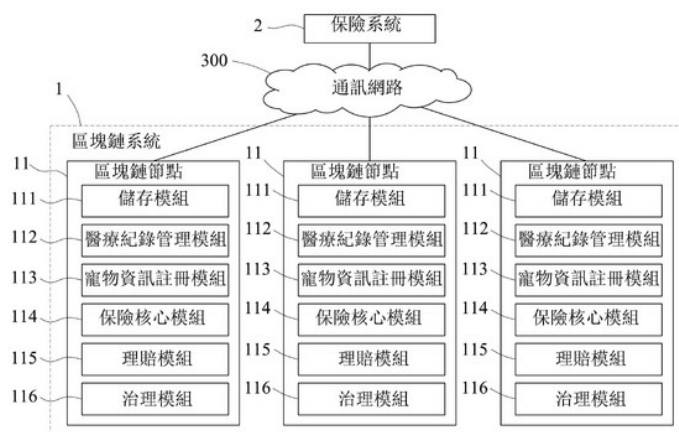 2 保險系統
300
通訊網路
1
區塊鏈系統
11 區塊鏈節點 11 區塊鏈節點 11 區塊鏈節點
111 儲存模組 111 儲存模組 111 儲存模組
112 醫療紀錄管理模組 112 醫療紀錄管理模組 112 醫療紀錄管理模組
113 寵物資訊註冊模組 113 寵物資訊註冊模組 113 寵物資訊註冊模組
114 保險核心模組 114 保險核心模組 114 保險核心模組
115 理賠模組 115 理賠模組 115 理賠模組
116 治理模組 116 治理模組 116 治理模組